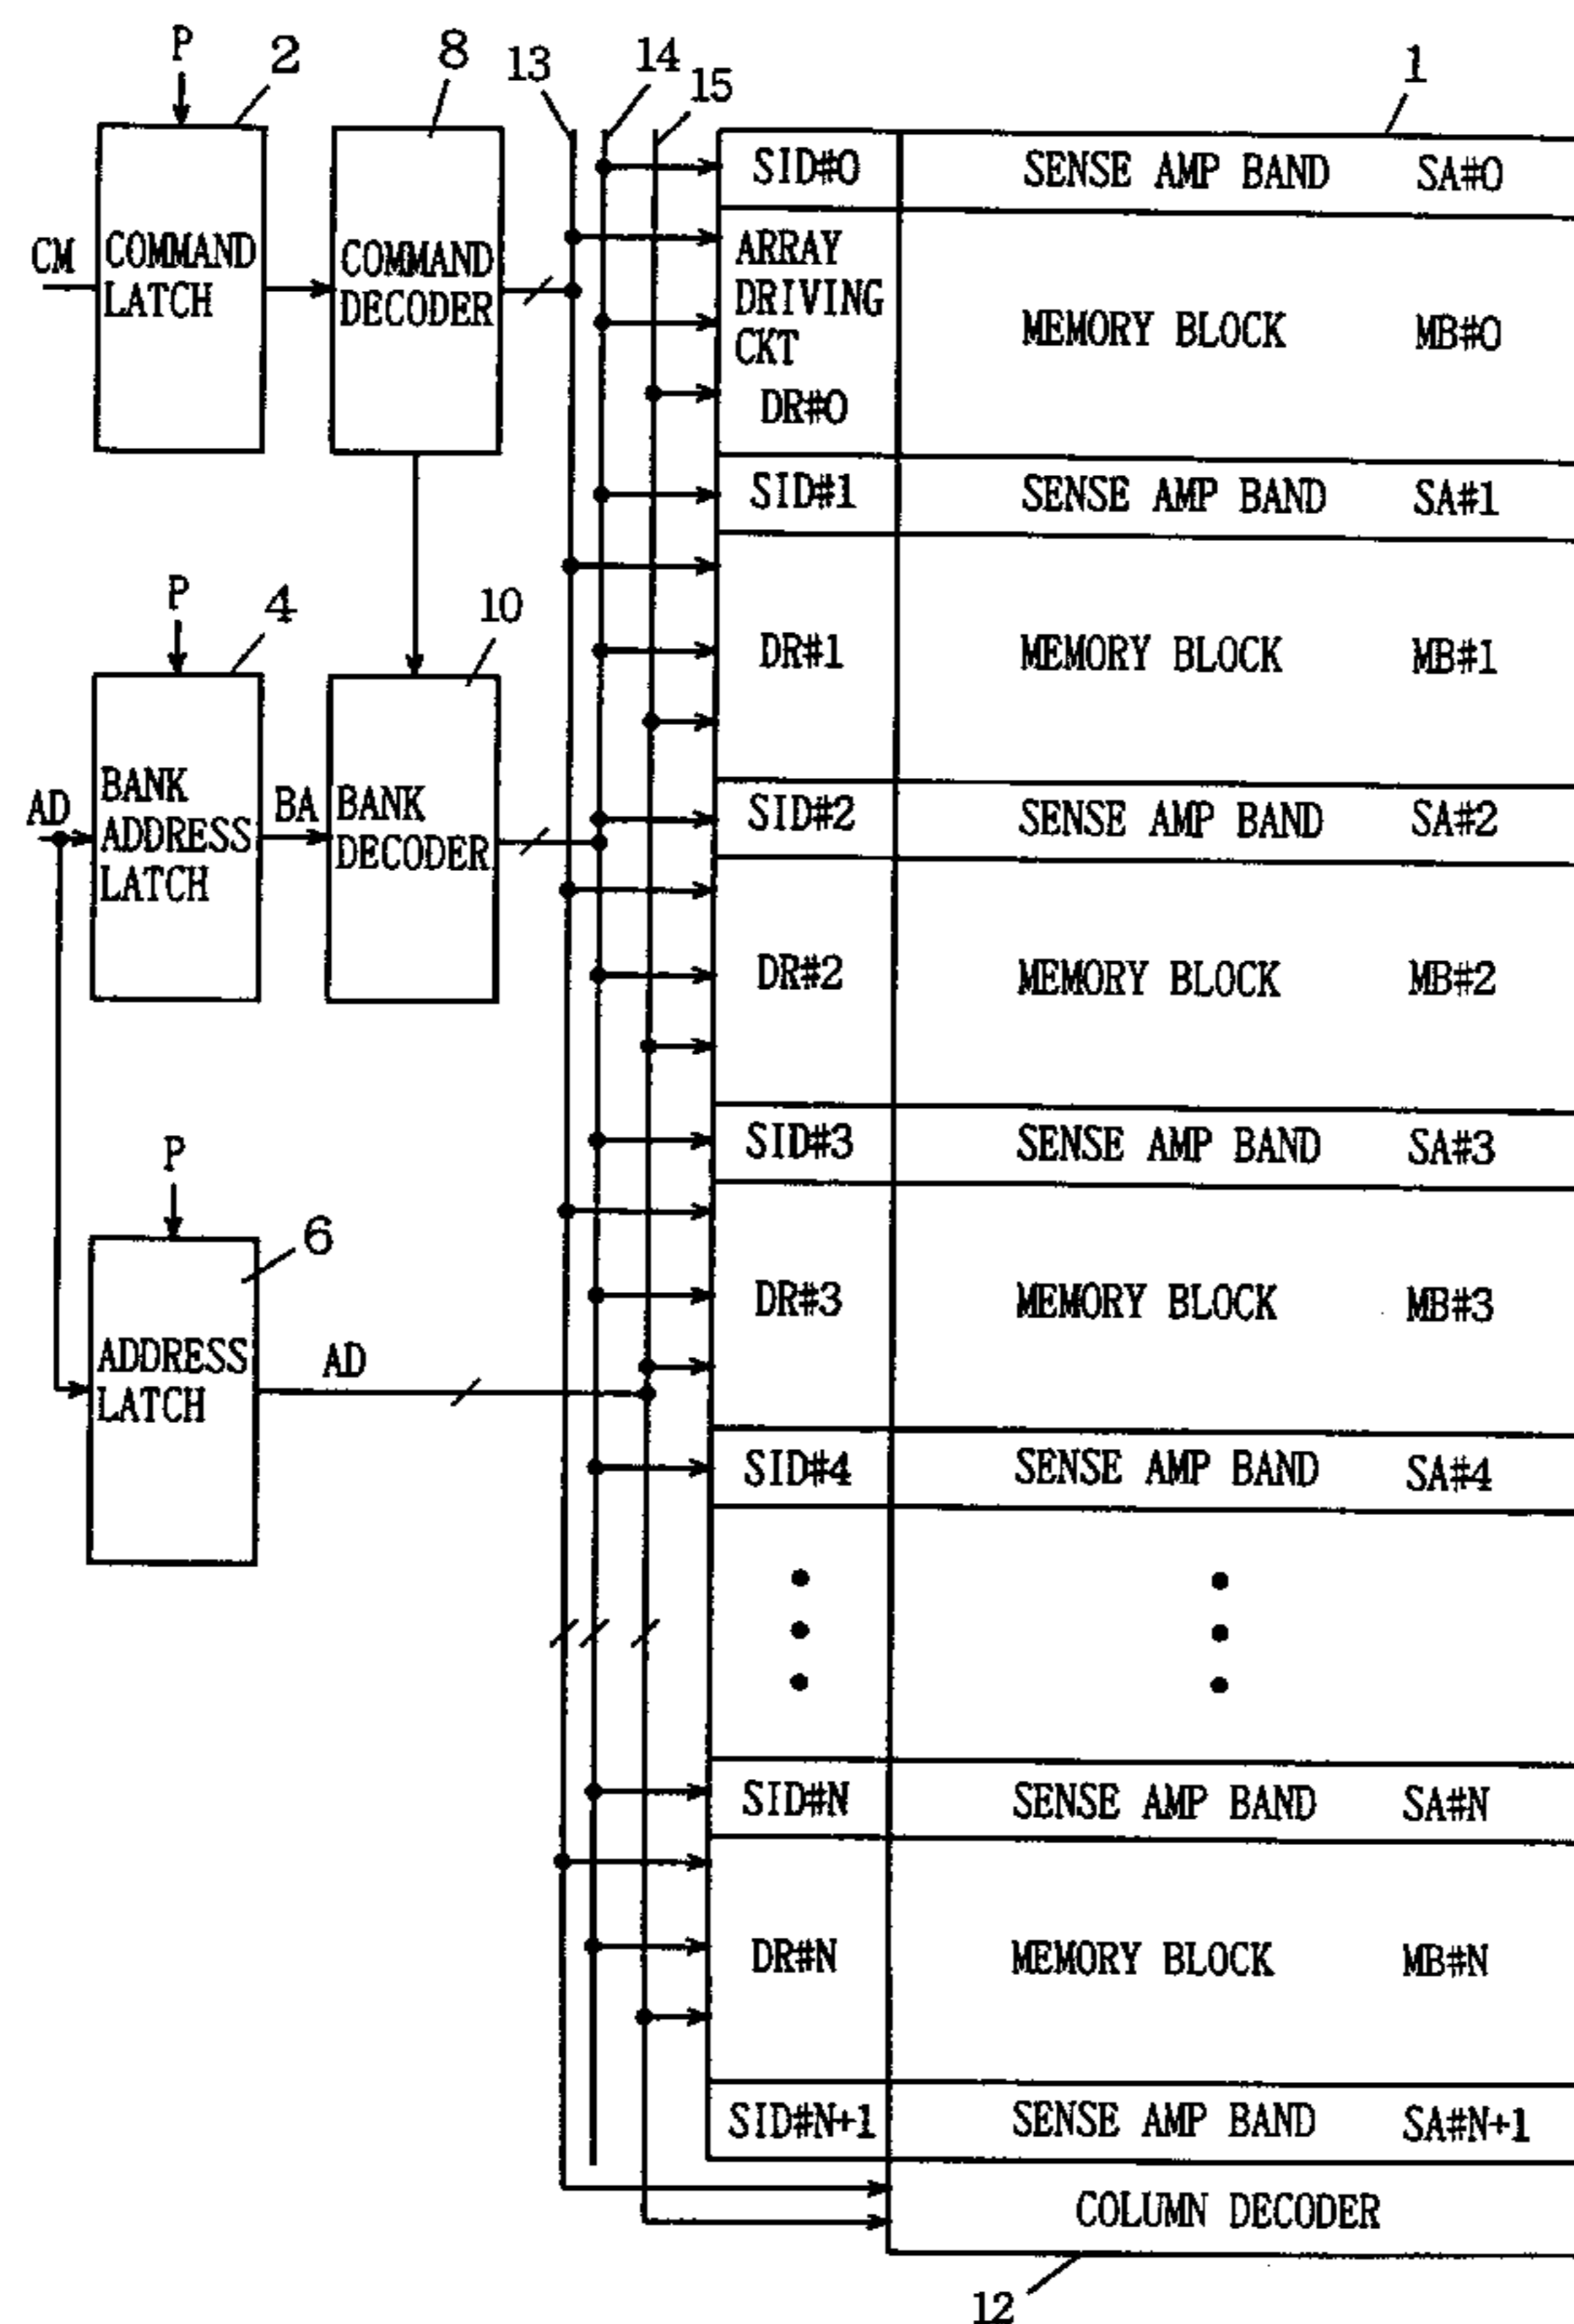 P
2
8
13
14
15
1
CM
COMMAND
LATCH
COMMAND
DECODER
SID#0
SENSE AMP BAND SA#0
ARRAY
DRIVING
CKT
DR#0
MEMORY BLOCK MB#0
SID#1
SENSE AMP BAND SA#1
P
4
10
DR#1
MEMORY BLOCK MB#1
AD
BANK
ADDRESS
LATCH
BA
BANK
DECODER
SID#2
SENSE AMP BAND SA#2
DR#2
MEMORY BLOCK MB#2
P
6
SID#3
SENSE AMP BAND SA#3
ADDRESS
LATCH
AD
DR#3
MEMORY BLOCK MB#3
SID#4
SENSE AMP BAND SA#4
SID#N
SENSE AMP BAND SA#N
DR#N
MEMORY BLOCK MB#N
SID#N+1
SENSE AMP BAND SA#N+1
COLUMN DECODER
12